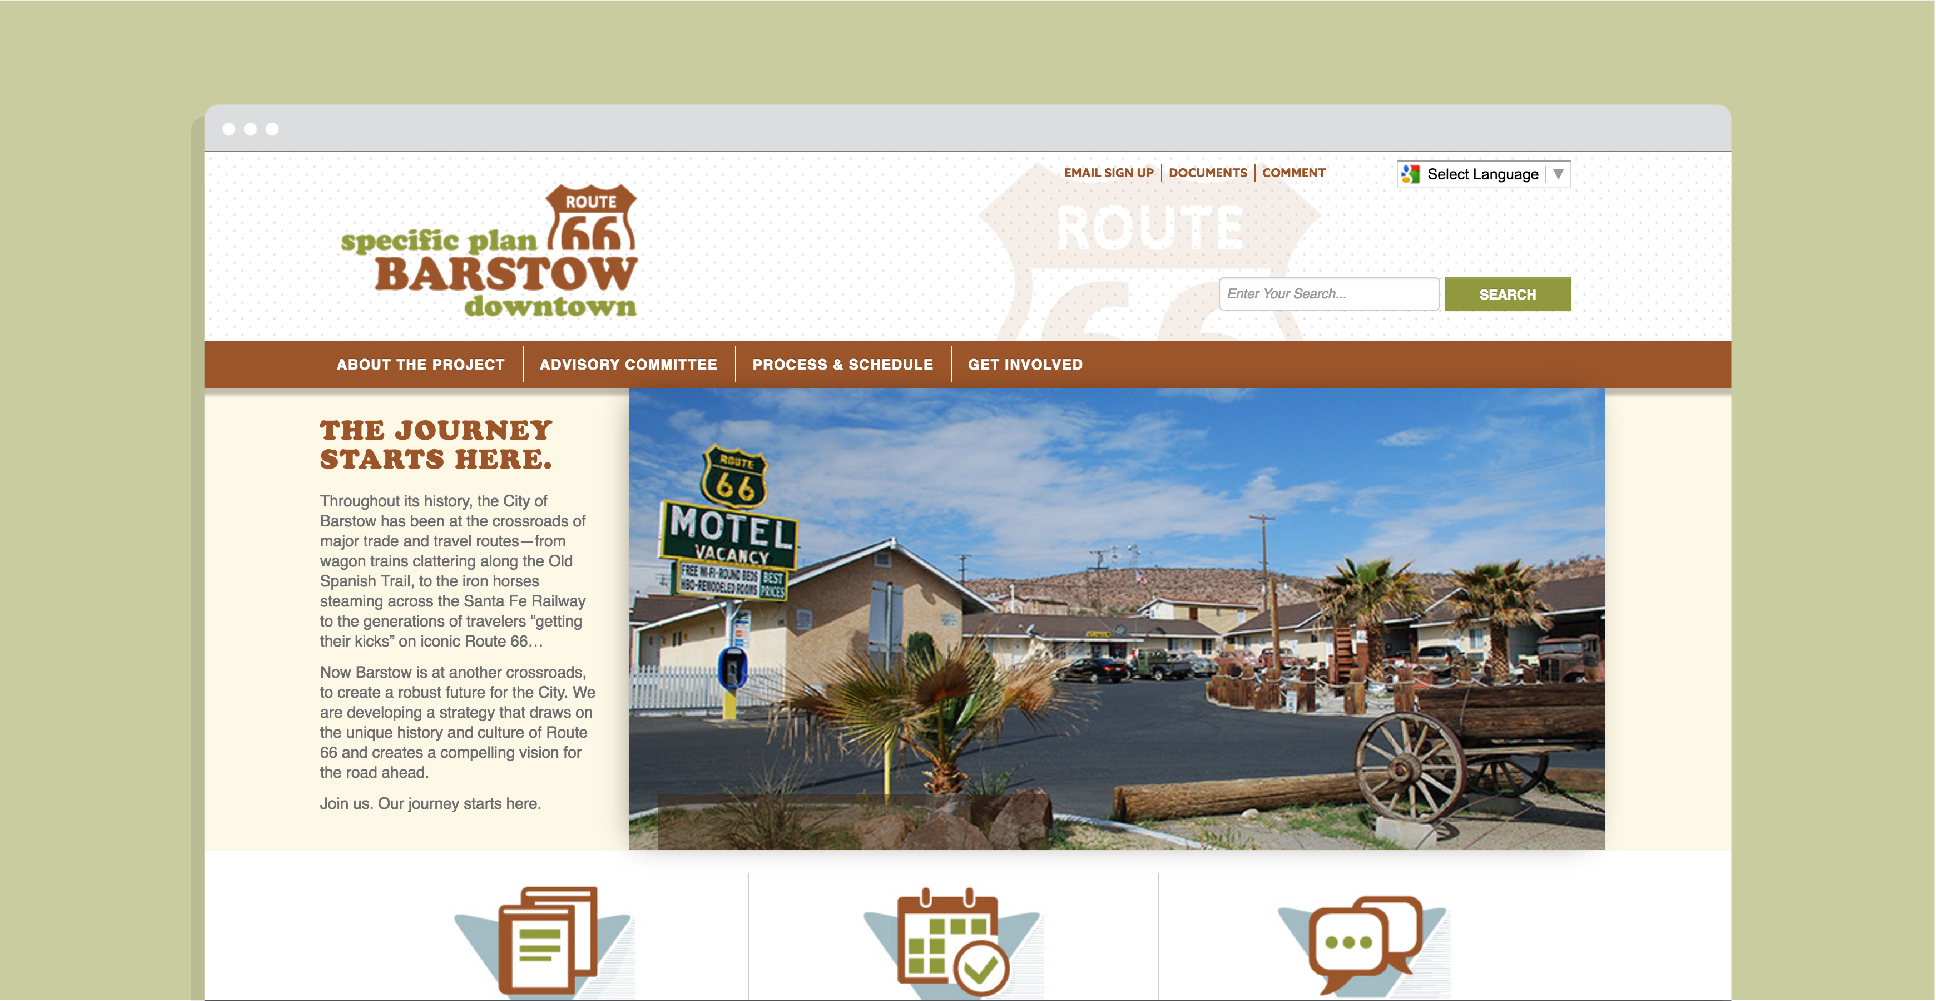 EMAIL SIGN UP DOCUMENTS COMMENT
Select Language
ROUTE
66
specific plan
BARSTOW
downtown
ROUTE
66
Enter Your Search...
SEARCH
ABOUT THE PROJECT ADVISORY COMMITTEE PROCESS & SCHEDULE GET INVOLVED
THE JOURNEY
STARTS HERE.
Throughout its history, the City of
Barstow has been at the crossroads of
major trade and travel routes—from
wagon trains clattering along the Old
Spanish Trail, to the iron horses
steaming across the Santa Fe Railway
to the generations of travelers "getting
their kicks” on iconic Route 66...
Now Barstow is at another crossroads,
to create a robust future for the City. We
are developing a strategy that draws on
the unique history and culture of Route
66 and creates a compelling vision for
the road ahead.
Join us. Our journey starts here.
ROUTE
66
MOTEL
VACANCY
FREE WI-FI-ROUND BEDS
HBO-REMODELED ROOMS
BEST
PRICES